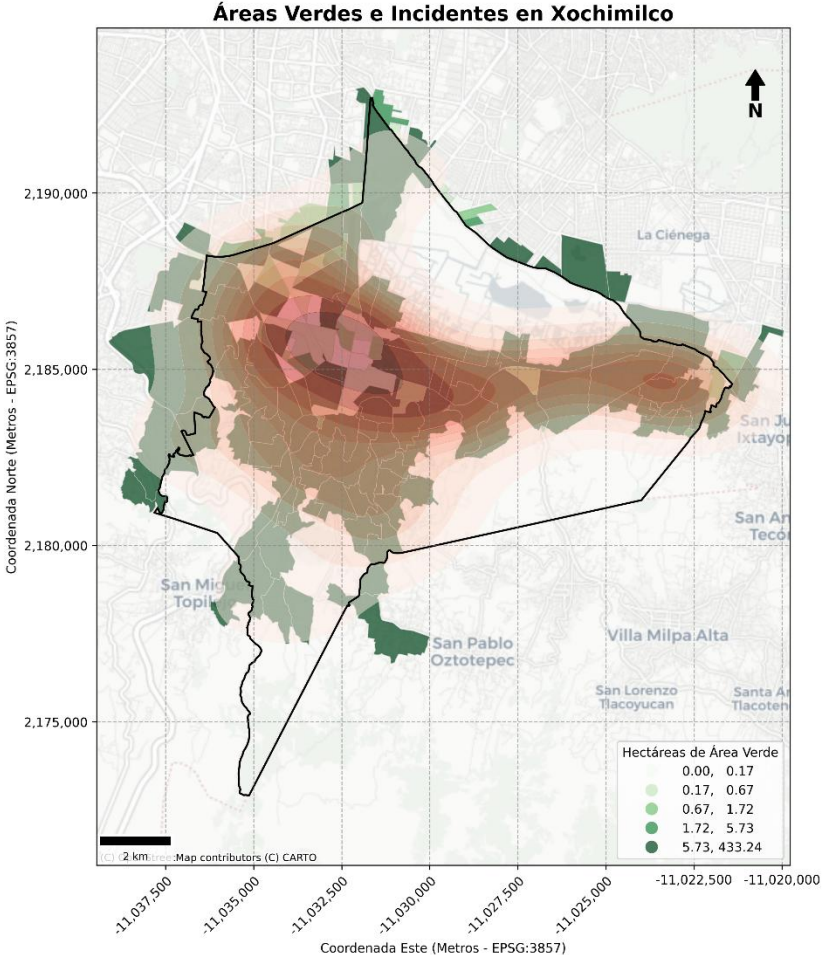 Áreas Verdes e Incidentes en Xochimilco
N
2,190,000
La Ciénega
2,185,000
San Ju
Ixtayop
Coordenada Norte (Metros - EPSG:3857)
San An
Tecó
2,180,000
San Migu
Topil
San Pablo
Oztotepec
Villa Milpa Alta
San Lorenzo
Tlacoyucan
Santa An
Tlacoten
2,175,000
Hectáreas de Área Verde
0.00, 0.17
0.17, 0.67
0.67, 1.72
1.72, 5.73
5.73, 433.24
2 km
(C) Map contributors (C) CARTO
-11,037,500
-11,035,000
-11,032,500
-11,030,000
-11,027,500
-11,025,000
-11,022,500
-11,020,000
Coordenada Este (Metros - EPSG:3857)